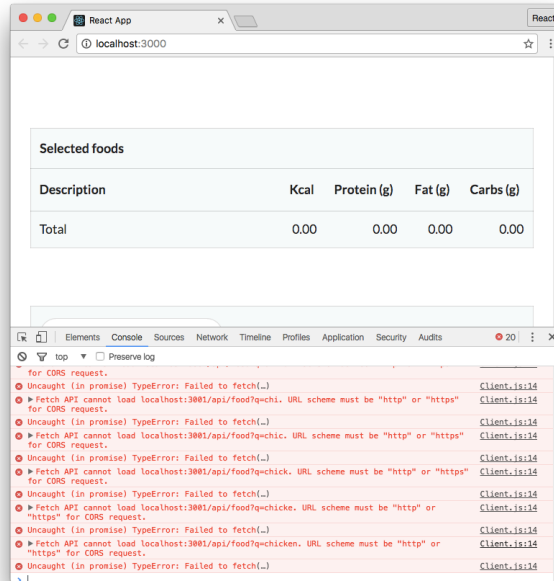 React App
React
localhost:3000
Selected foods
Description Kcal Protein (g) Fat (g) Carbs (g)
Total 0.00 0.00 0.00 0.00
Elements Console Sources Network Timeline Profiles Application Security Audits 20
top Preserve log
for CORS request.
Uncaught (in promise) TypeError: Failed to fetch(…) Client.js:14
Fetch API cannot load localhost:3001/api/food?q=chi. URL scheme must be "http" or "https" Client.js:14
for CORS request.
Uncaught (in promise) TypeError: Failed to fetch(…) Client.js:14
Fetch API cannot load localhost:3001/api/food?q=chic. URL scheme must be "http" or "https" Client.js:14
for CORS request.
Uncaught (in promise) TypeError: Failed to fetch(…) Client.js:14
Fetch API cannot load localhost:3001/api/food?q=chick. URL scheme must be "http" or "https" Client.js:14
for CORS request.
Uncaught (in promise) TypeError: Failed to fetch(…) Client.js:14
Fetch API cannot load localhost:3001/api/food?q=chicke. URL scheme must be "http" or Client.js:14
"https" for CORS request.
Uncaught (in promise) TypeError: Failed to fetch(…) Client.js:14
Fetch API cannot load localhost:3001/api/food?q=chicken. URL scheme must be "http" or Client.js:14
"https" for CORS request.
Uncaught (in promise) TypeError: Failed to fetch(…) Client.js:14